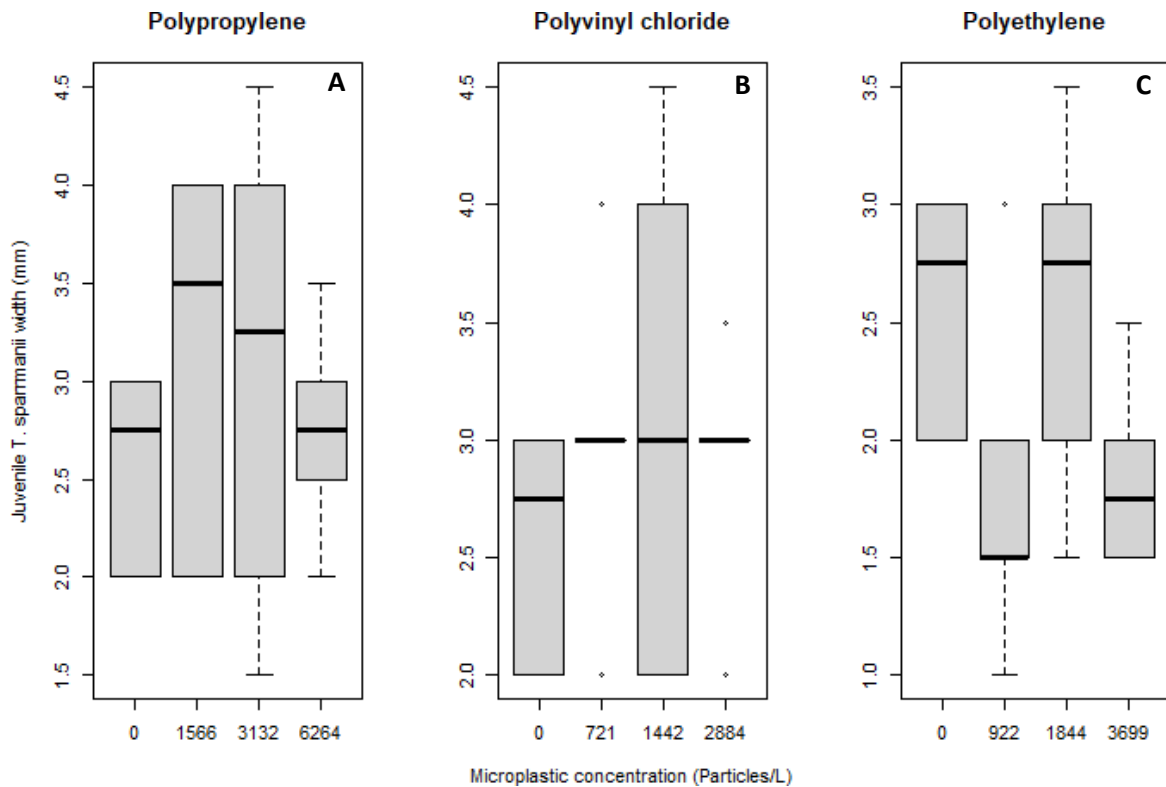 Polypropylene
Polyvinyl chloride
Polyethylene
A
B
C
Juvenile T. sparrmanii width (mm)
4.5
4.0
3.5
3.0
2.5
2.0
1.5
0 1566 3132 6264
4.5
4.0
3.5
3.0
2.5
2.0
0 721 1442 2884
3.5
3.0
2.5
2.0
1.5
1.0
0 922 1844 3699
Microplastic concentration (Particles/L)